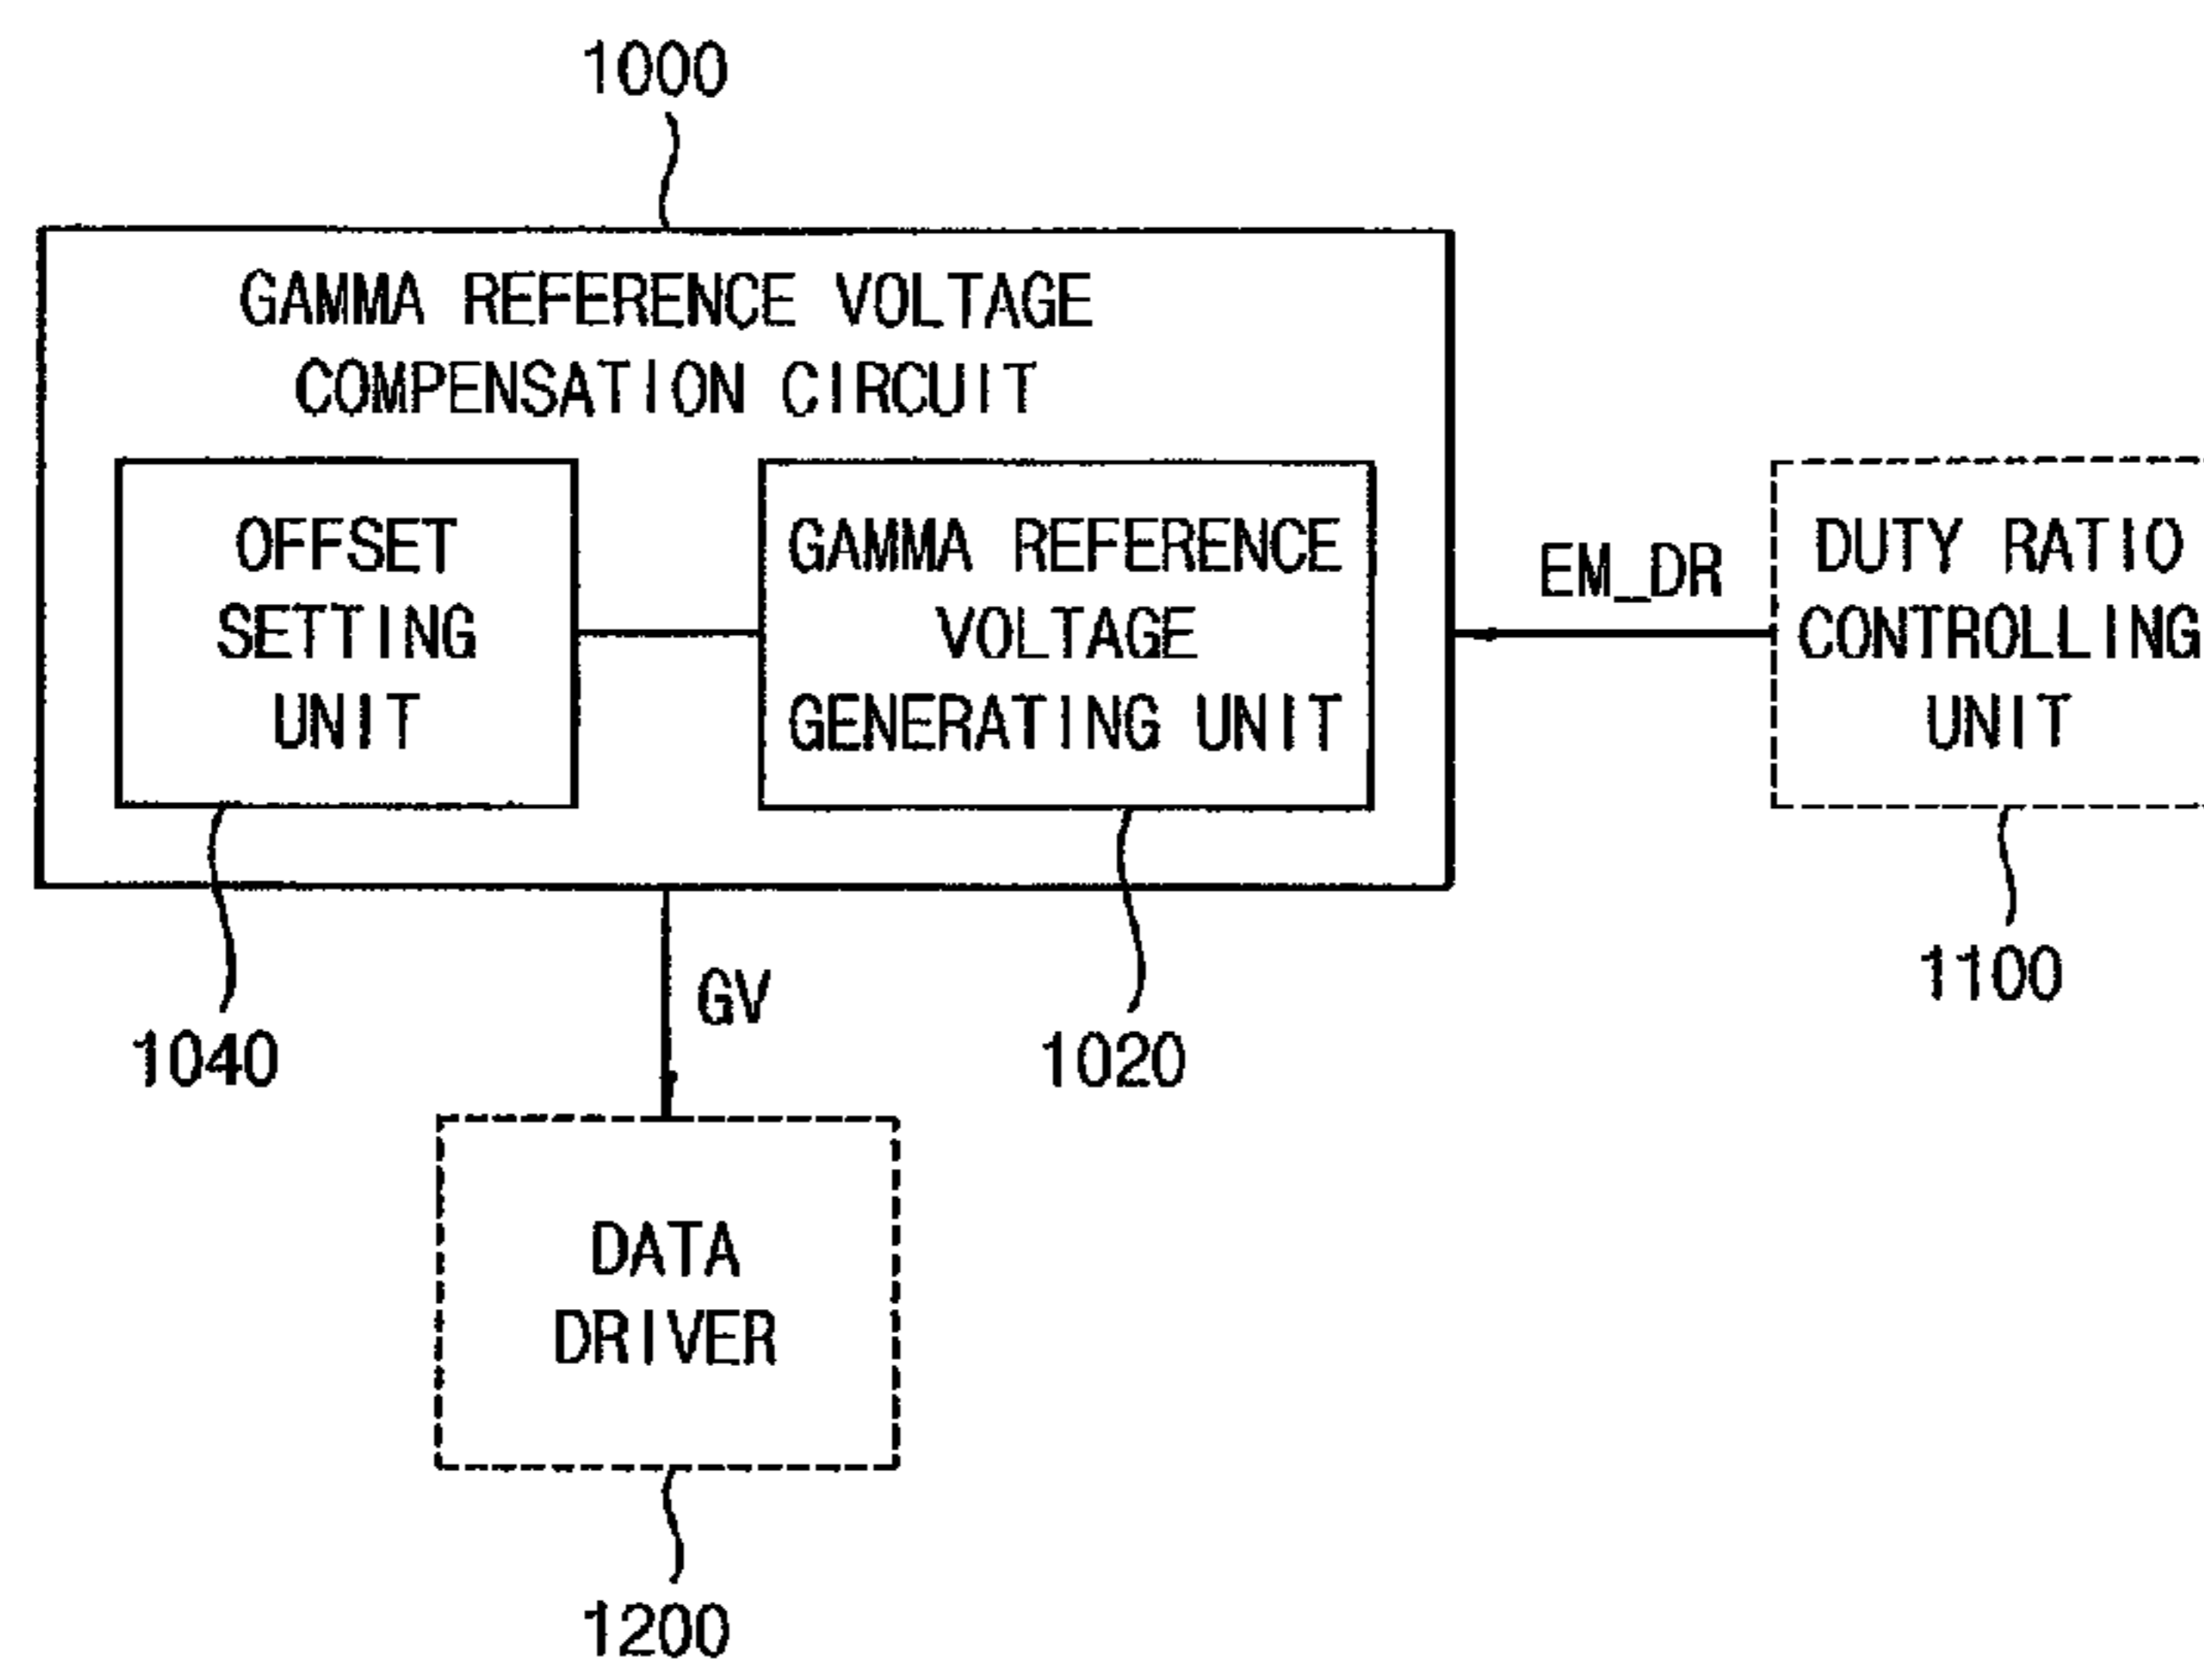 1000
GAMMA REFERENCE VOLTAGE
COMPENSATION CIRCUIT
OFFSET
SETTING
UNIT
GAMMA REFERENCE
VOLTAGE
GENERATING UNIT
EM_DR
DUTY RATIO
CONTROLLING
UNIT
1100
GV
1040
1020
DATA
DRIVER
1200